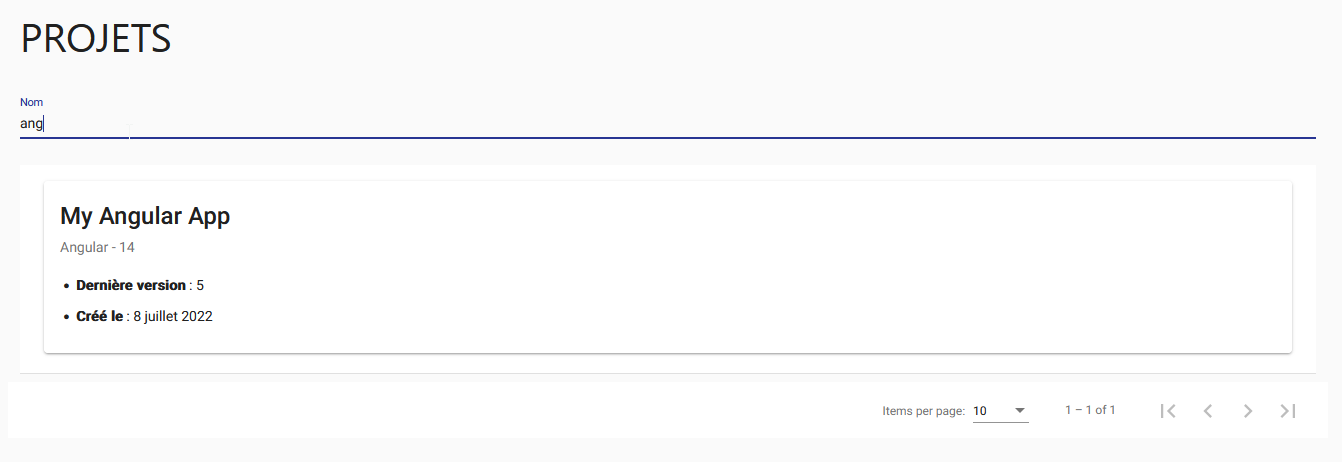 PROJETS
Nom
ang
My Angular App
Angular - 14
• Dernière version : 5
• Créé le : 8 juillet 2022
Items per page: 10 1 – 1 of 1